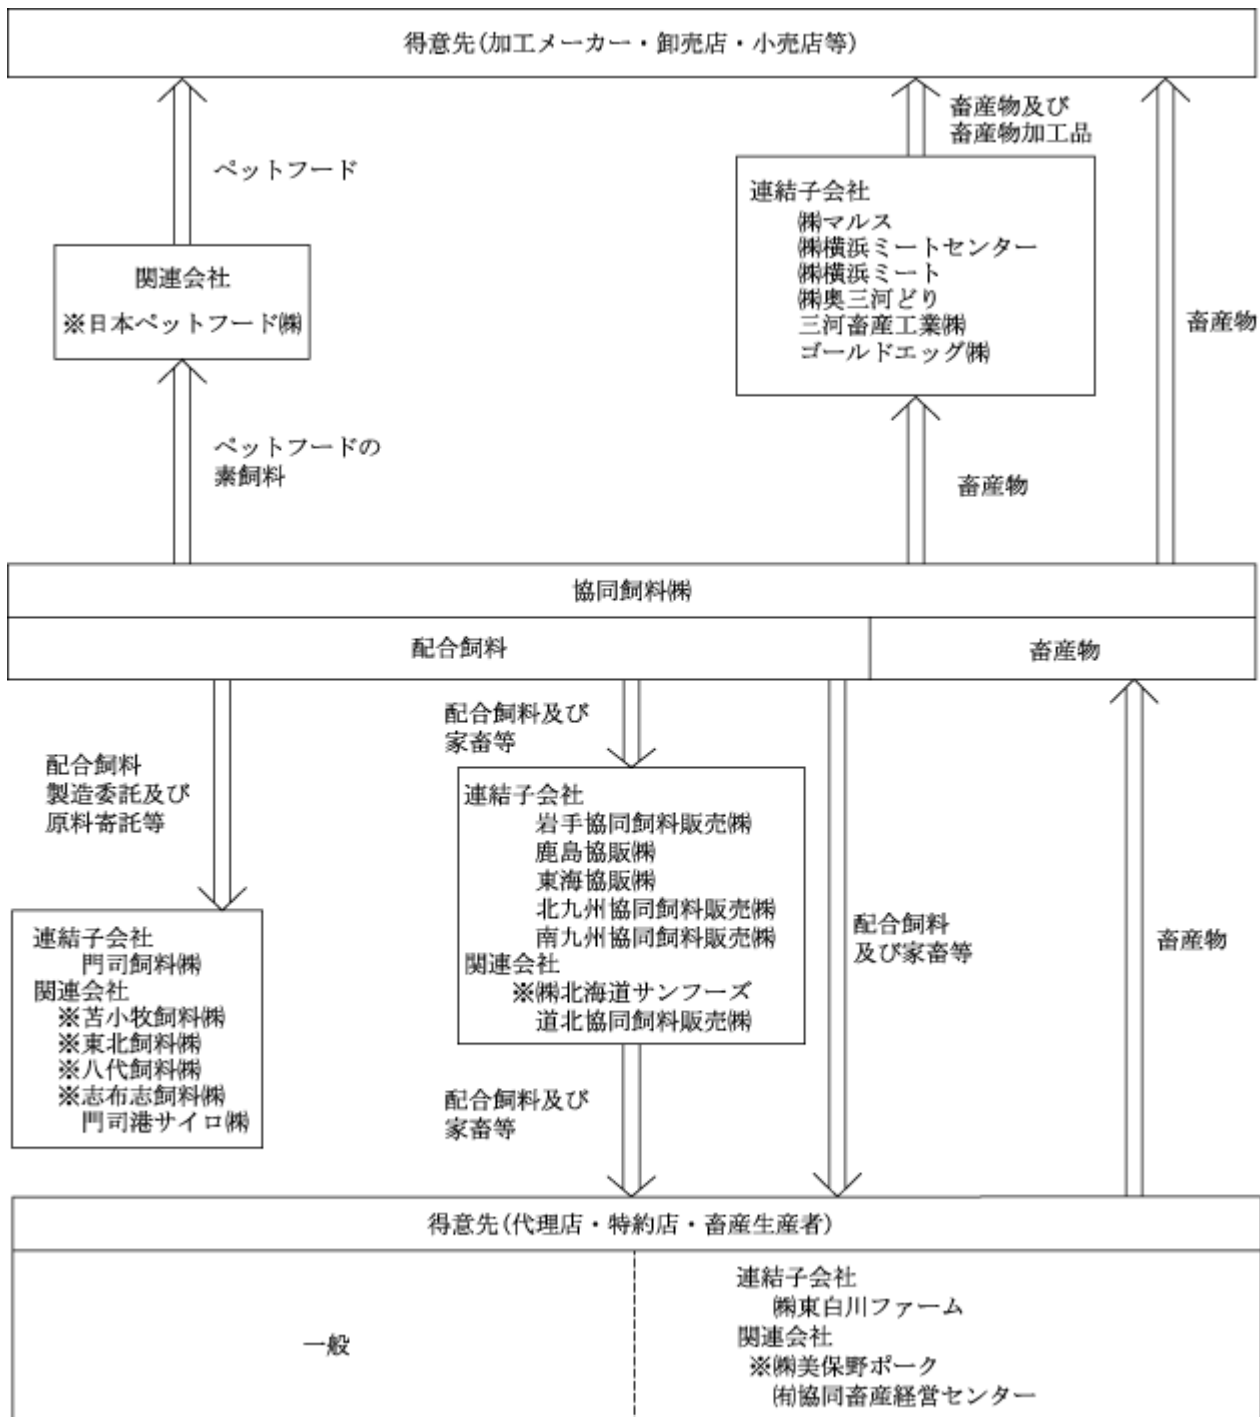 得意先(加工メーカー・卸売店・小売店等)
畜産物及び
畜産物加工品
ペットフード
連結子会社
㈱マルス
㈱横浜ミートセンター
㈱横浜ミート
㈱奥三河どり
三河畜産工業㈱
ゴールドエッグ㈱
関連会社
※日本ペットフード㈱
畜産物
ペットフードの
素飼料
畜産物
協同飼料㈱
配合飼料
畜産物
配合飼料
製造委託及び
原料寄託等
配合飼料及び
家畜等
連結子会社
岩手協同飼料販売㈱
鹿島協販㈱
東海協販㈱
北九州協同飼料販売㈱
南九州協同飼料販売㈱
関連会社
※㈱北海道サンフーズ
道北協同飼料販売㈱
連結子会社
門司飼料㈱
関連会社
※苫小牧飼料㈱
※東北飼料㈱
※八代飼料㈱
※志布志飼料㈱
門司港サイロ㈱
配合飼料
及び家畜等
畜産物
配合飼料及び
家畜等
得意先(代理店・特約店・畜産生産者)
一般
連結子会社
㈱東白川ファーム
関連会社
※㈱美保野ポーク
㈲協同畜産経営センター